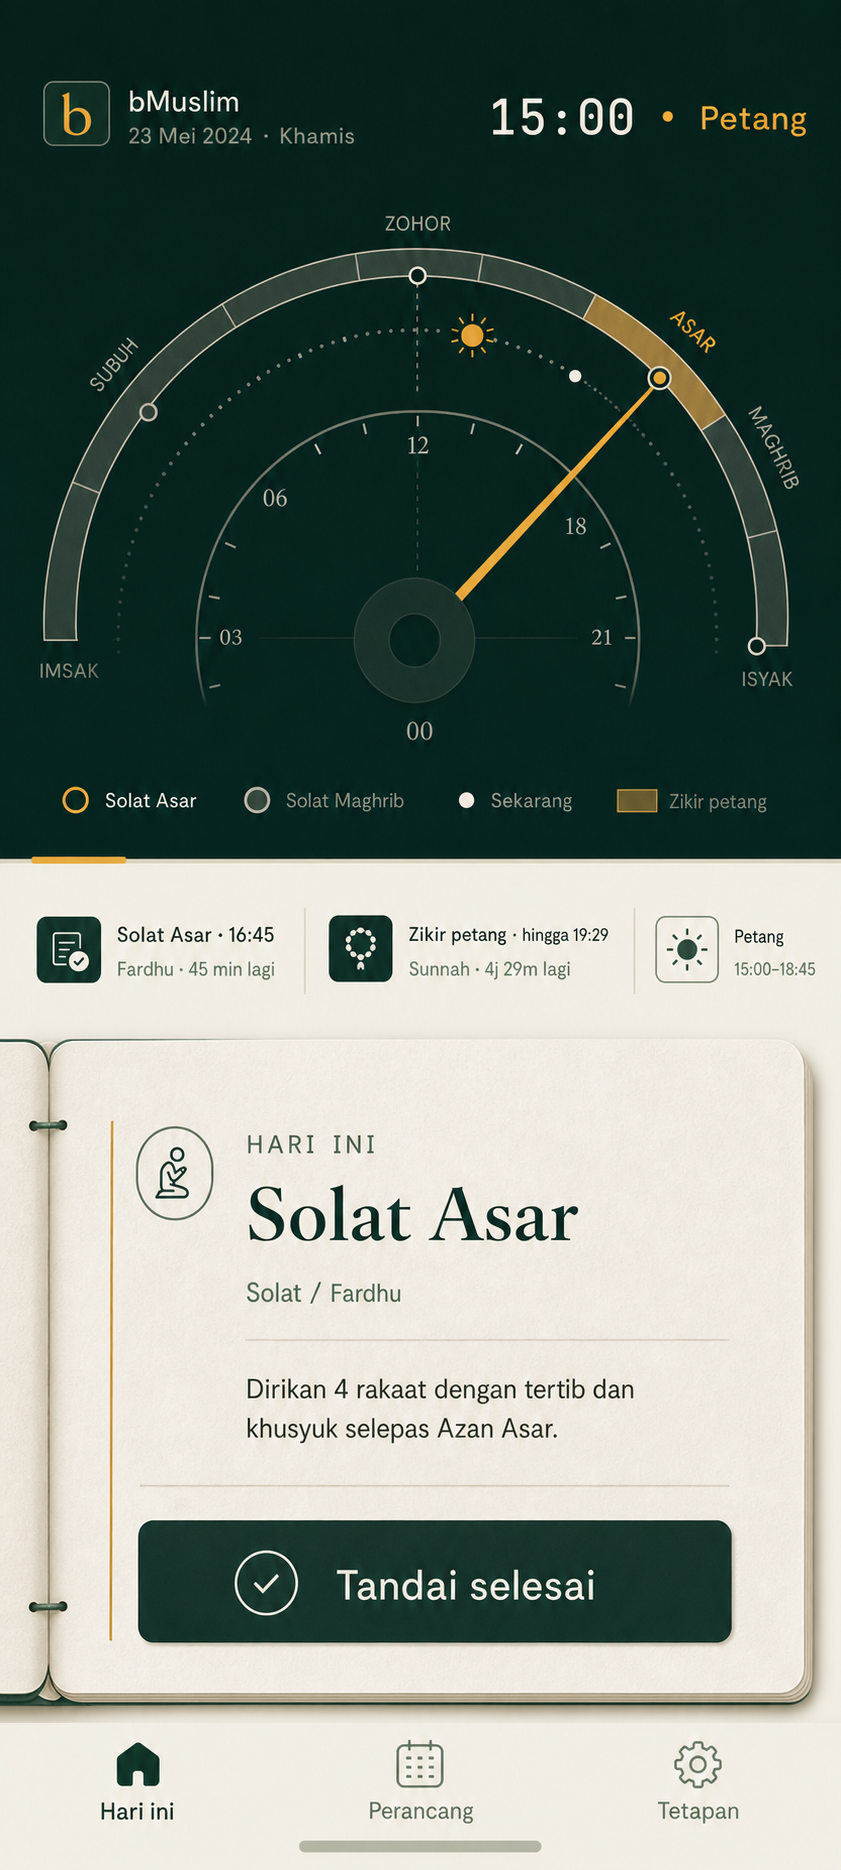 b
bMuslim
23 Mei 2024 · Khamis
15:00 • Petang
ZOHOR
SUBUH
ASAR
MAGHRIB
IMSAK
ISYAK
12
06
18
03
21
00
Solat Asar
Solat Maghrib
Sekarang
Zikir petang
Solat Asar · 16:45
Fardhu · 45 min lagi
Zikir petang · hingga 19:29
Sunnah · 4j 29m lagi
Petang
15:00–18:45
HARI INI
Solat Asar
Solat / Fardhu
Dirikan 4 rakaat dengan tertib dan
khusyuk selepas Azan Asar.
Tandai selesai
Hari ini
Perancang
Tetapan